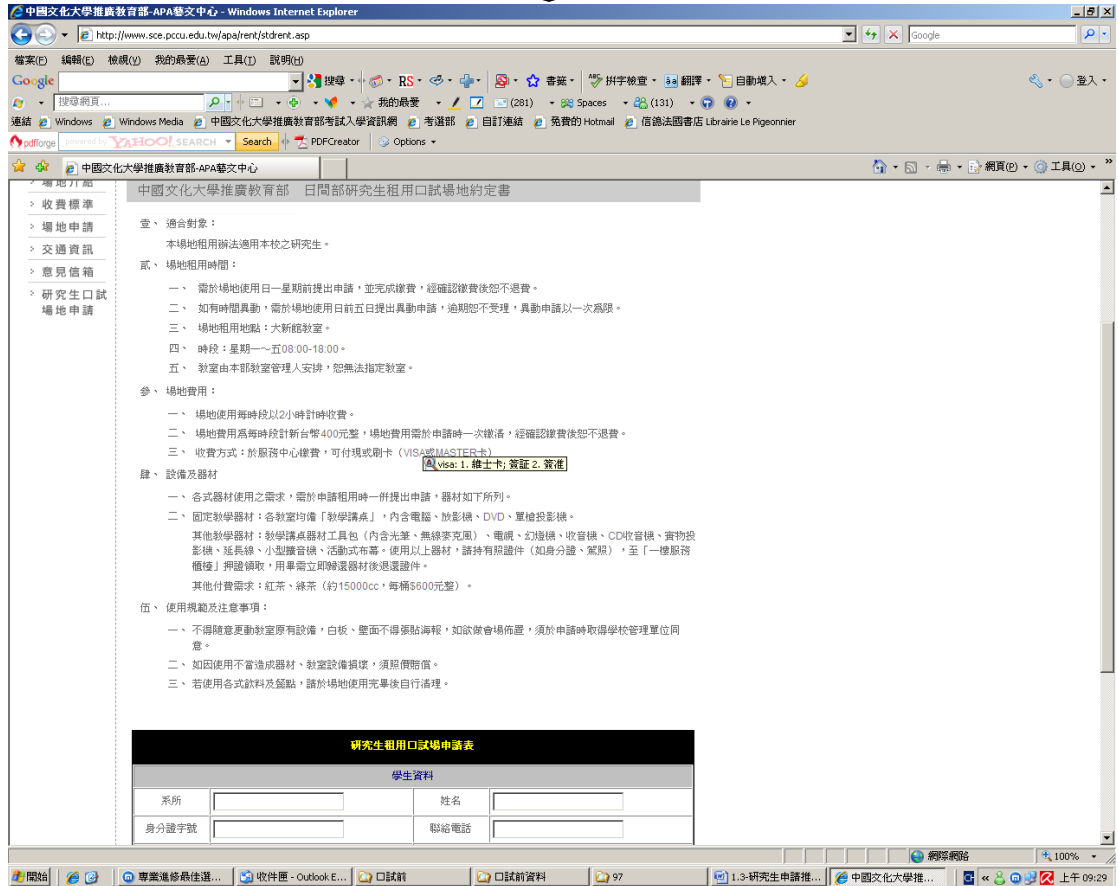 中國文化大學推廣教育部-APA藝文中心 - Windows Internet Explorer
http://www.sce.pccu.edu.tw/apa/rent/stdrent.asp
Google
檔案(F) 編輯(E) 檢視(V) 我的最愛(A) 工具(T) 說明(H)
Google 搜尋 RS 書籤 拼字檢查 翻譯 自動填入 登入
搜尋網頁... 我的最愛 (281) Spaces (131)
連結 Windows Windows Media 中國文化大學推廣教育部考試入學資訊網 考選部 自訂連結 免費的 Hotmail 信鴿法國書店 Librairie Le Pigeonnier
pdfforge powered by YAHOO! SEARCH Search PDFCreator Options
中國文化大學推廣教育部-APA藝文中心 網頁(P) 工具(O) »
場地介紹
收費標準
場地申請
交通資訊
意見信箱
研究生口試
場地申請
中國文化大學推廣教育部 日間部研究生租用口試場地約定書
壹、 適合對象：
本場地租用辦法適用本校之研究生。
貳、 場地租用時間：
一、 需於場地使用日一星期前提出申請，並完成繳費，經確認繳費後恕不退費。
二、 如有時間異動，需於場地使用日前五日提出異動申請，逾期恕不受理，異動申請以一次為限。
三、 場地租用地點：大新館教室。
四、 時段：星期一～五08:00-18:00。
五、 教室由本部教室管理人安排，恕無法指定教室。
參、 場地費用：
一、 場地使用每時段以2小時計時收費。
二、 場地費用為每時段計新台幣400元整，場地費用需於申請時一次繳清，經確認繳費後恕不退費。
三、 收費方式：於服務中心繳費，可付現或刷卡（VISA或MASTER卡）
visa: 1. 維士卡; 簽証 2. 簽准
肆、 設備及器材
一、 各式器材使用之需求，需於申請租用時一併提出申請，器材如下所列。
二、 固定教學器材：各教室均備「教學講桌」，內含電腦、放影機、DVD、單槍投影機。
其他教學器材：教學講桌器材工具包（內含光筆、無線麥克風）、電視、幻燈機、收音機、CD收音機、實物投
影機、延長線、小型擴音機、活動式布幕。使用以上器材，請持有照證件（如身分證、駕照），至「一樓服務
櫃檯」押證領取，用畢需立即歸還器材後退還證件。
其他付費需求：紅茶、綠茶（約15000cc，每桶$600元整）。
伍、 使用規範及注意事項：
一、 不得隨意更動教室原有設備，白板、壁面不得張貼海報，如欲做會場佈置，須於申請時取得學校管理單位同
意。
二、 如因使用不當造成器材、教室設備損壞，須照價賠償。
三、 若使用各式飲料及餐點，請於場地使用完畢後自行清理。
研究生租用口試場申請表
學生資料
系所 姓名
身分證字號 聯絡電話
網際網路 100%
開始 專業進修最佳選... 收件匣 - Outlook E... 口試前 口試前資料 97 1.3-研究生申請推... 中國文化大學推... « 上午 09:29